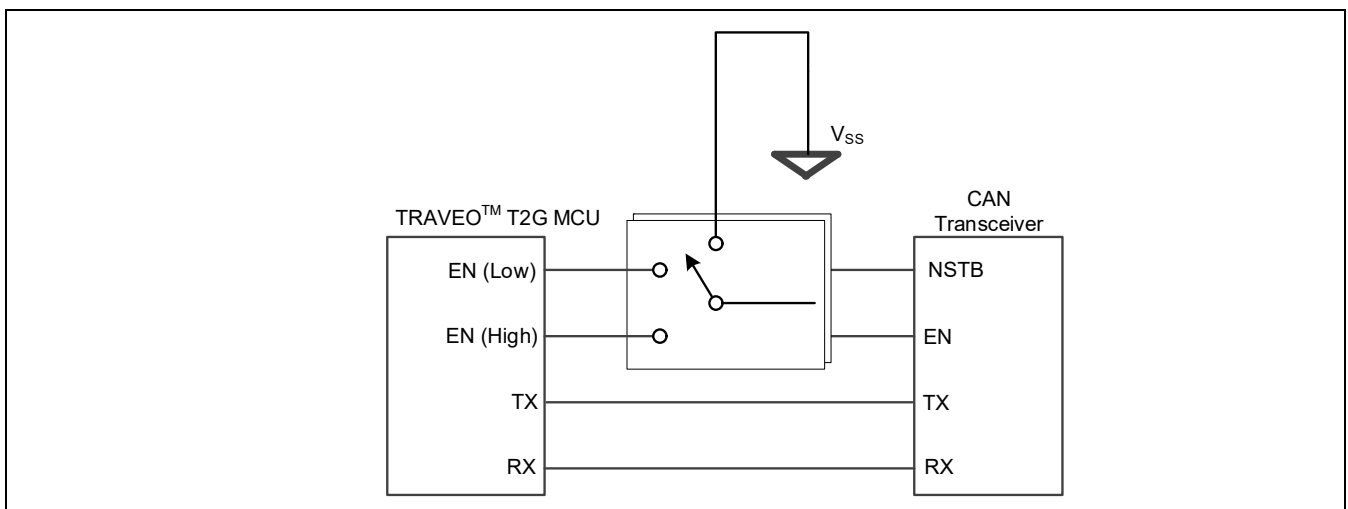 VSS
CAN
Transceiver
TRAVEO™ T2G MCU
EN (Low)
NSTB
EN (High)
EN
TX
TX
RX
RX